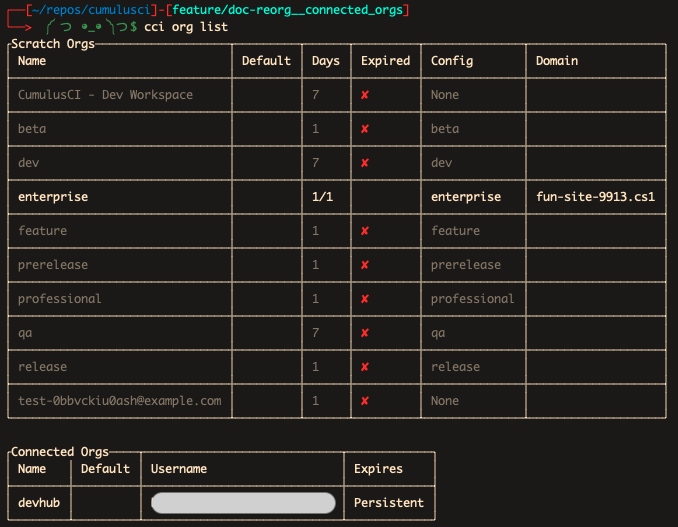 [~/repos/cumulusci]-[feature/doc-reorg__connected_orgs]
(╯つ •_• )つ$ cci org list
Scratch Orgs
Name Default Days Expired Config Domain
CumulusCI - Dev Workspace 7 ✘ None
beta 1 ✘ beta
dev 7 ✘ dev
enterprise 1/1 enterprise fun-site-9913.cs1
feature 1 ✘ feature
prerelease 1 ✘ prerelease
professional 1 ✘ professional
qa 7 ✘ qa
release 1 ✘ release
test-0bbvckiu0ash@example.com 1 ✘ None
Connected Orgs
Name Default Username Expires
devhub Persistent